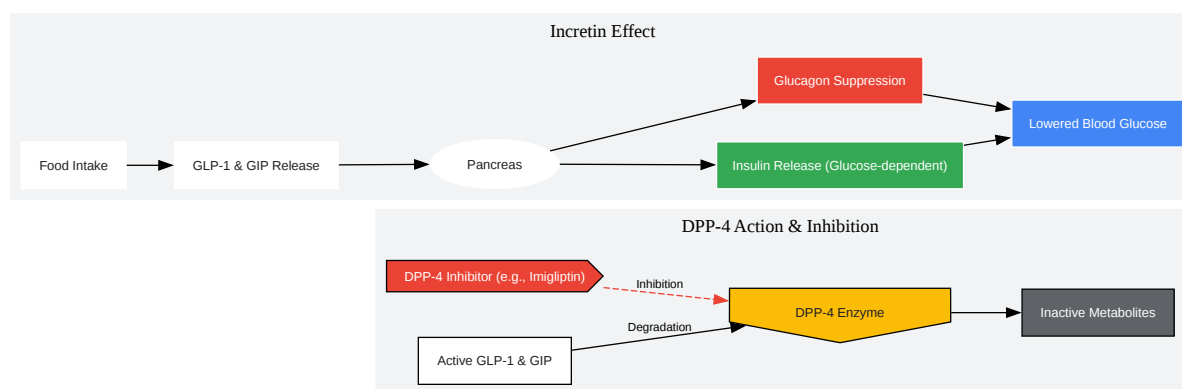 Incretin Effect
Glucagon Suppression
Lowered Blood Glucose
Food Intake
GLP-1 & GIP Release
Pancreas
Insulin Release (Glucose-dependent)
DPP-4 Action & Inhibition
DPP-4 Inhibitor (e.g., Imigliptin)
Inhibition
DPP-4 Enzyme
Inactive Metabolites
Degradation
Active GLP-1 & GIP